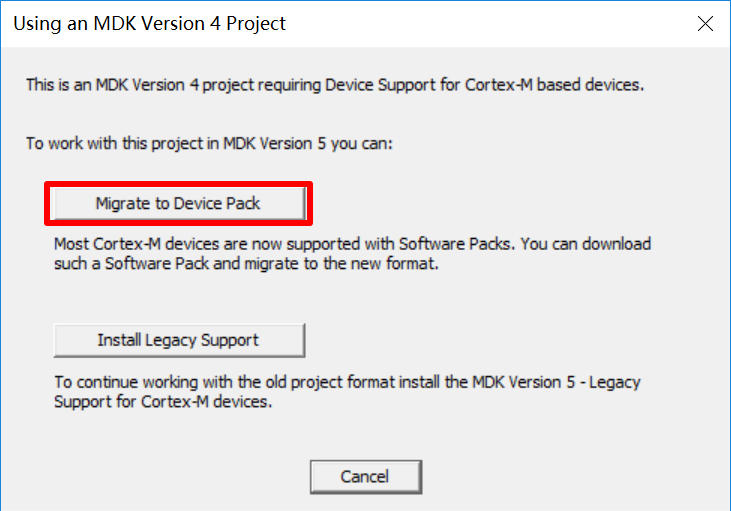 Using an MDK Version 4 Project
This is an MDK Version 4 project requiring Device Support for Cortex-M based devices.
To work with this project in MDK Version 5 you can:
Migrate to Device Pack
Most Cortex-M devices are now supported with Software Packs. You can download
such a Software Pack and migrate to the new format.
Install Legacy Support
To continue working with the old project format install the MDK Version 5 - Legacy
Support for Cortex-M devices.
Cancel